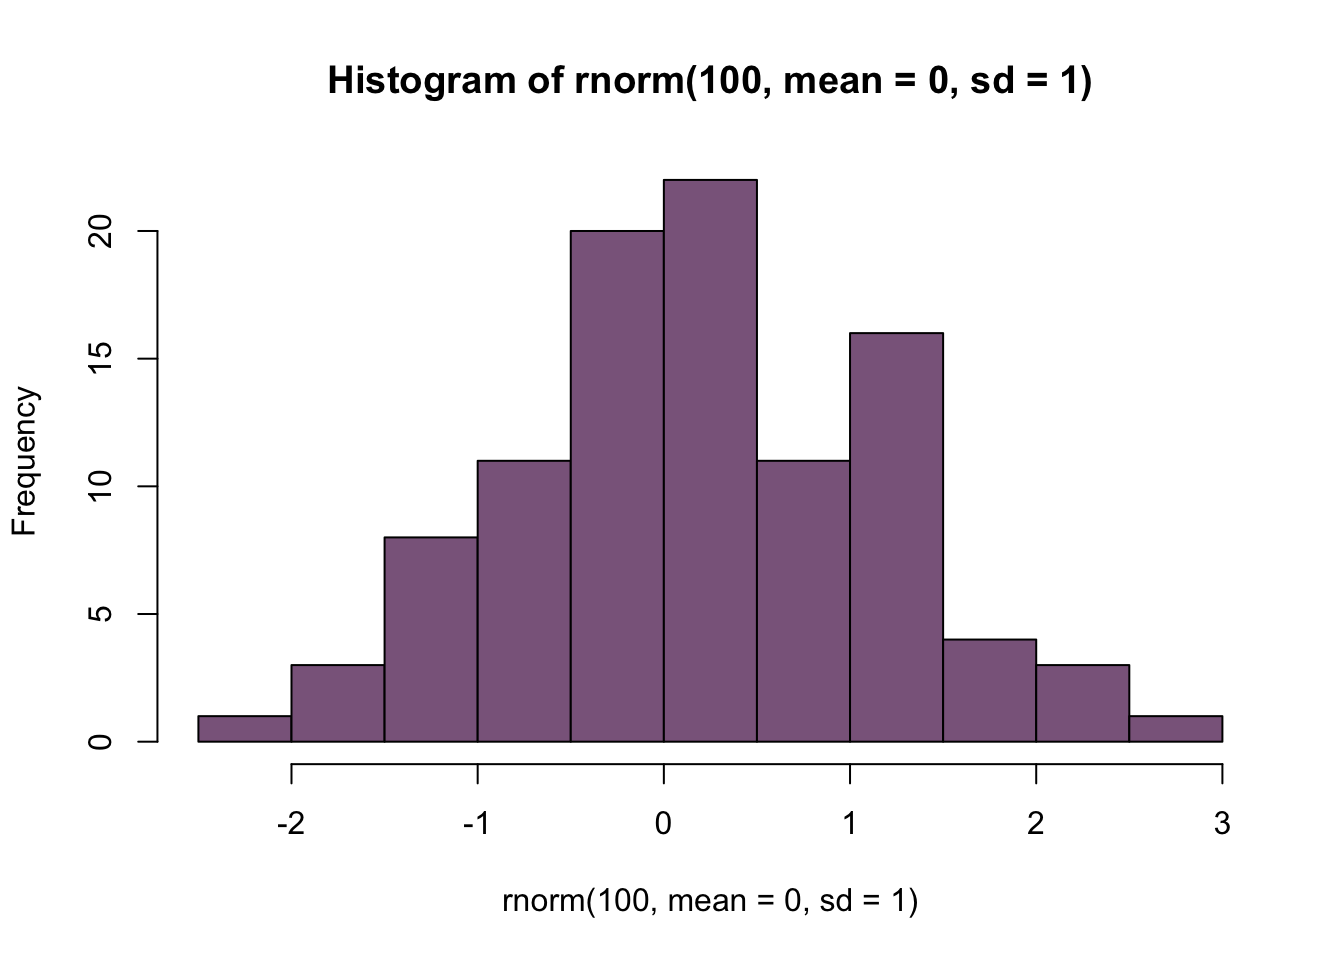 Histogram of rnorm(100, mean = 0, sd = 1)
Frequency
20
15
10
5
0
-2 -1 0 1 2 3
rnorm(100, mean = 0, sd = 1)